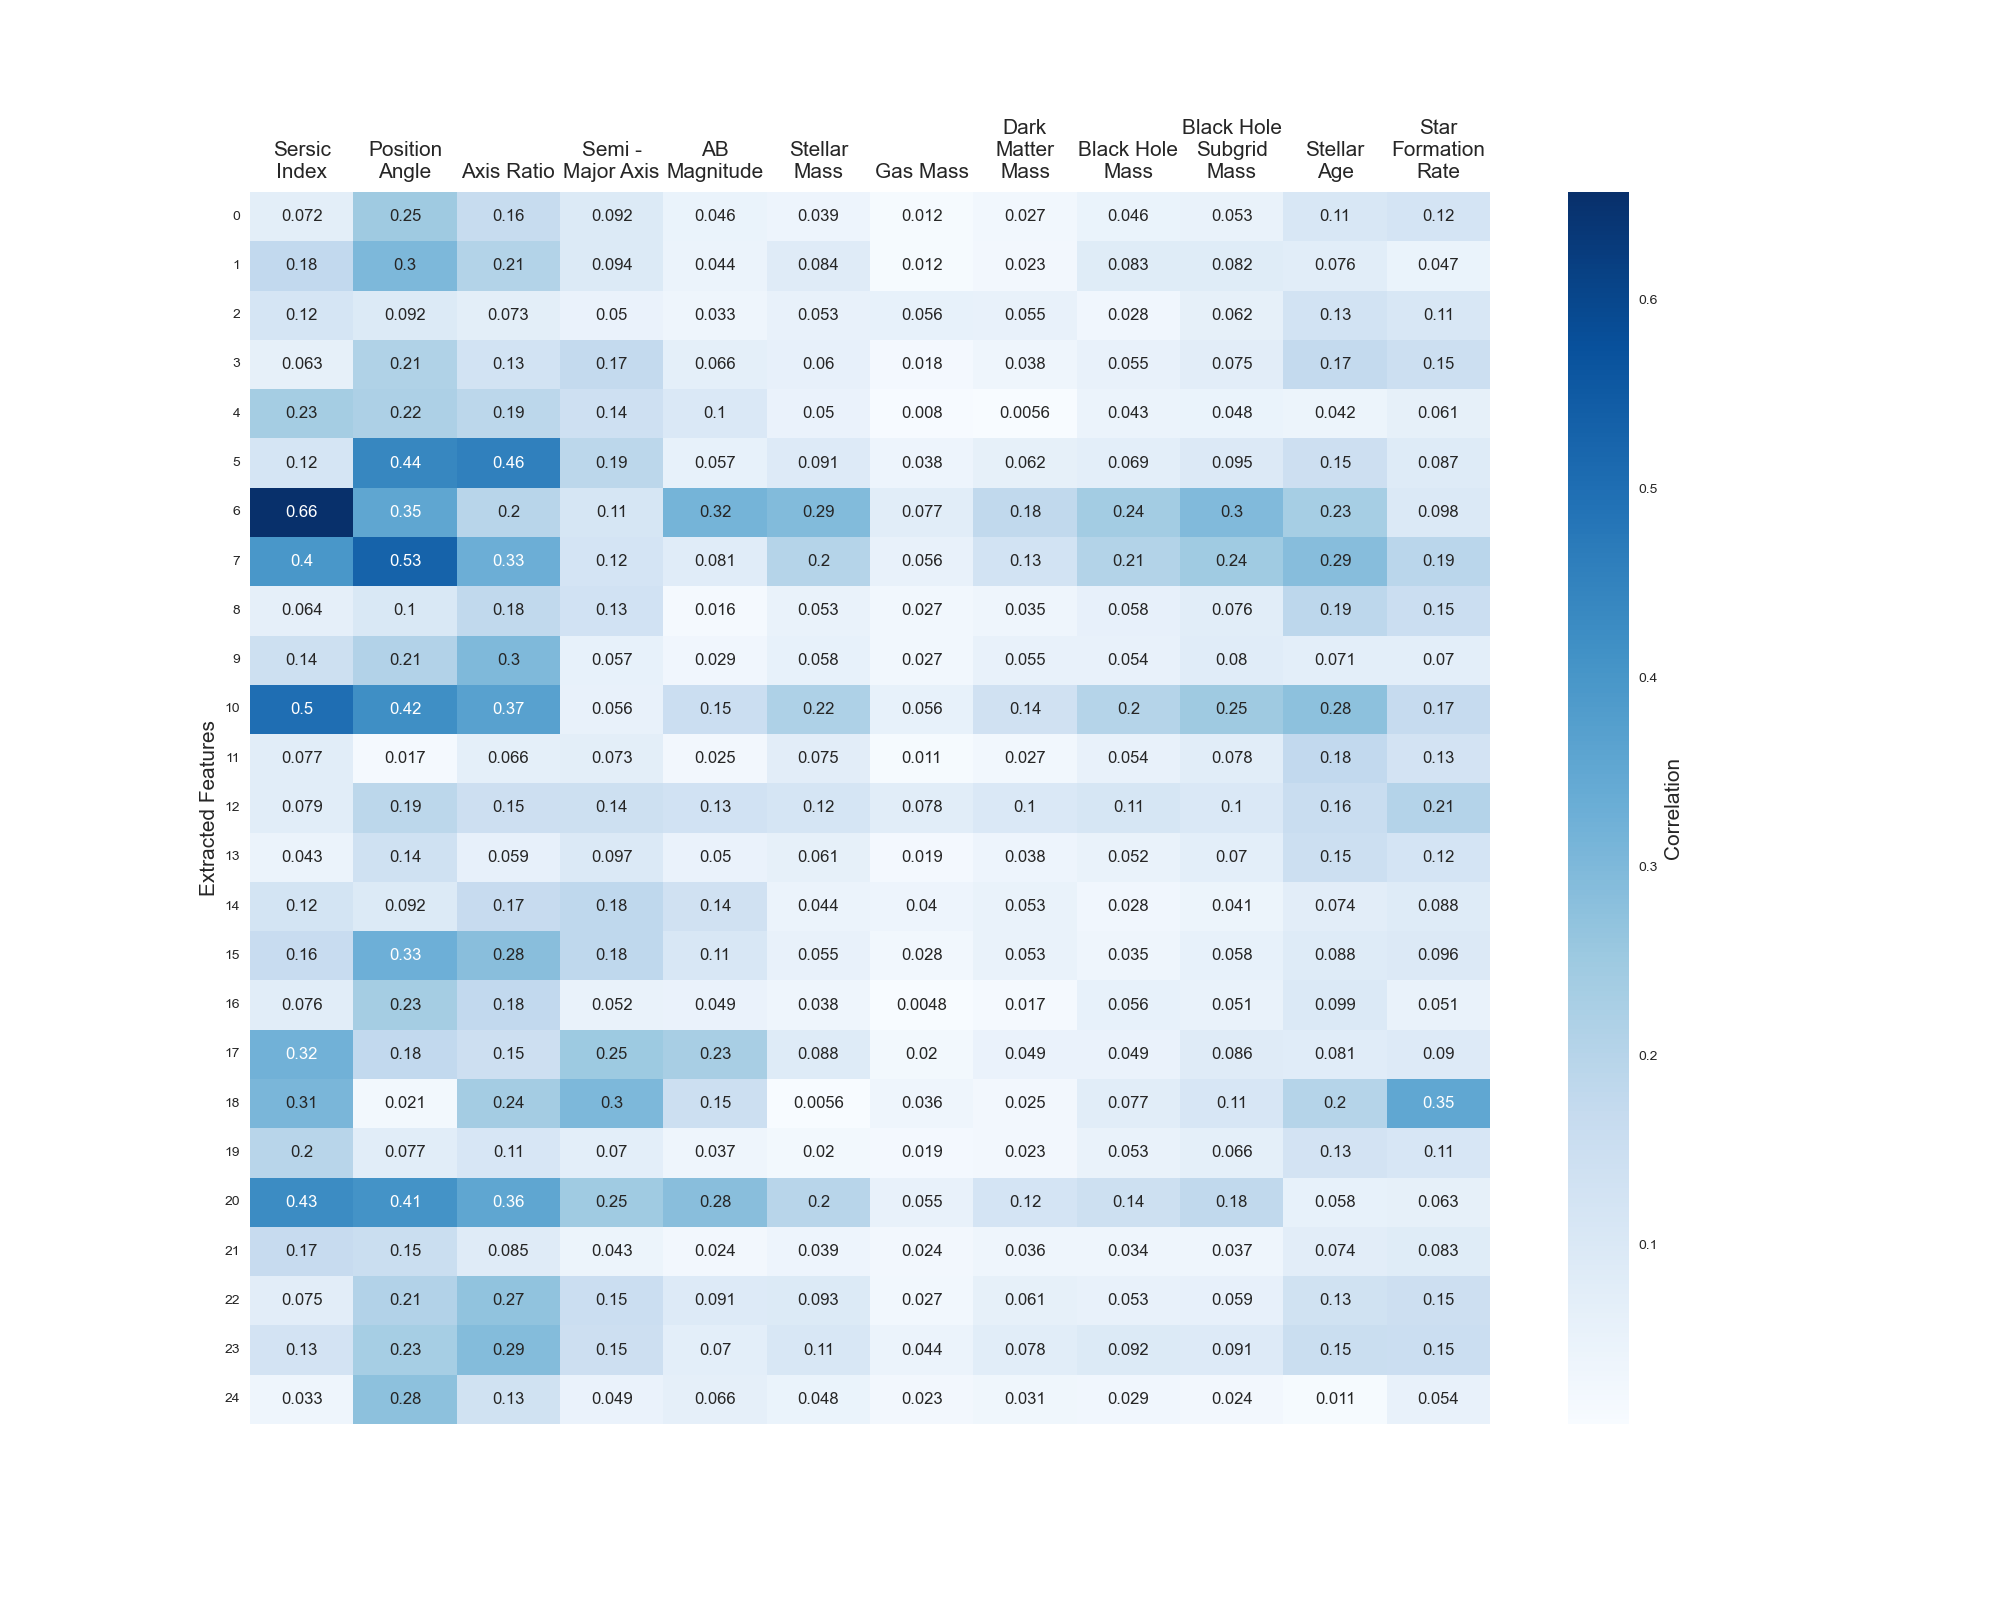 Sersic Index
Position Angle
Axis Ratio
Semi - Major Axis
AB Magnitude
Stellar Mass
Gas Mass
Dark Matter Mass
Black Hole Mass
Black Hole Subgrid Mass
Stellar Age
Star Formation Rate
0 0.072 0.25 0.16 0.092 0.046 0.039 0.012 0.027 0.046 0.053 0.11 0.12
1 0.18 0.3 0.21 0.094 0.044 0.084 0.012 0.023 0.083 0.082 0.076 0.047
2 0.12 0.092 0.073 0.05 0.033 0.053 0.056 0.055 0.028 0.062 0.13 0.11
3 0.063 0.21 0.13 0.17 0.066 0.06 0.018 0.038 0.055 0.075 0.17 0.15
4 0.23 0.22 0.19 0.14 0.1 0.05 0.008 0.0056 0.043 0.048 0.042 0.061
5 0.12 0.44 0.46 0.19 0.057 0.091 0.038 0.062 0.069 0.095 0.15 0.087
6 0.66 0.35 0.2 0.11 0.32 0.29 0.077 0.18 0.24 0.3 0.23 0.098
7 0.4 0.53 0.33 0.12 0.081 0.2 0.056 0.13 0.21 0.24 0.29 0.19
8 0.064 0.1 0.18 0.13 0.016 0.053 0.027 0.035 0.058 0.076 0.19 0.15
9 0.14 0.21 0.3 0.057 0.029 0.058 0.027 0.055 0.054 0.08 0.071 0.07
10 0.5 0.42 0.37 0.056 0.15 0.22 0.056 0.14 0.2 0.25 0.28 0.17
11 0.077 0.017 0.066 0.073 0.025 0.075 0.011 0.027 0.054 0.078 0.18 0.13
12 0.079 0.19 0.15 0.14 0.13 0.12 0.078 0.1 0.11 0.1 0.16 0.21
13 0.043 0.14 0.059 0.097 0.05 0.061 0.019 0.038 0.052 0.07 0.15 0.12
14 0.12 0.092 0.17 0.18 0.14 0.044 0.04 0.053 0.028 0.041 0.074 0.088
15 0.16 0.33 0.28 0.18 0.11 0.055 0.028 0.053 0.035 0.058 0.088 0.096
16 0.076 0.23 0.18 0.052 0.049 0.038 0.0048 0.017 0.056 0.051 0.099 0.051
17 0.32 0.18 0.15 0.25 0.23 0.088 0.02 0.049 0.049 0.086 0.081 0.09
18 0.31 0.021 0.24 0.3 0.15 0.0056 0.036 0.025 0.077 0.11 0.2 0.35
19 0.2 0.077 0.11 0.07 0.037 0.02 0.019 0.023 0.053 0.066 0.13 0.11
20 0.43 0.41 0.36 0.25 0.28 0.2 0.055 0.12 0.14 0.18 0.058 0.063
21 0.17 0.15 0.085 0.043 0.024 0.039 0.024 0.036 0.034 0.037 0.074 0.083
22 0.075 0.21 0.27 0.15 0.091 0.093 0.027 0.061 0.053 0.059 0.13 0.15
23 0.13 0.23 0.29 0.15 0.07 0.11 0.044 0.078 0.092 0.091 0.15 0.15
24 0.033 0.28 0.13 0.049 0.066 0.048 0.023 0.031 0.029 0.024 0.011 0.054
Extracted Features
0.6
0.5
0.4
0.3
0.2
0.1
Correlation